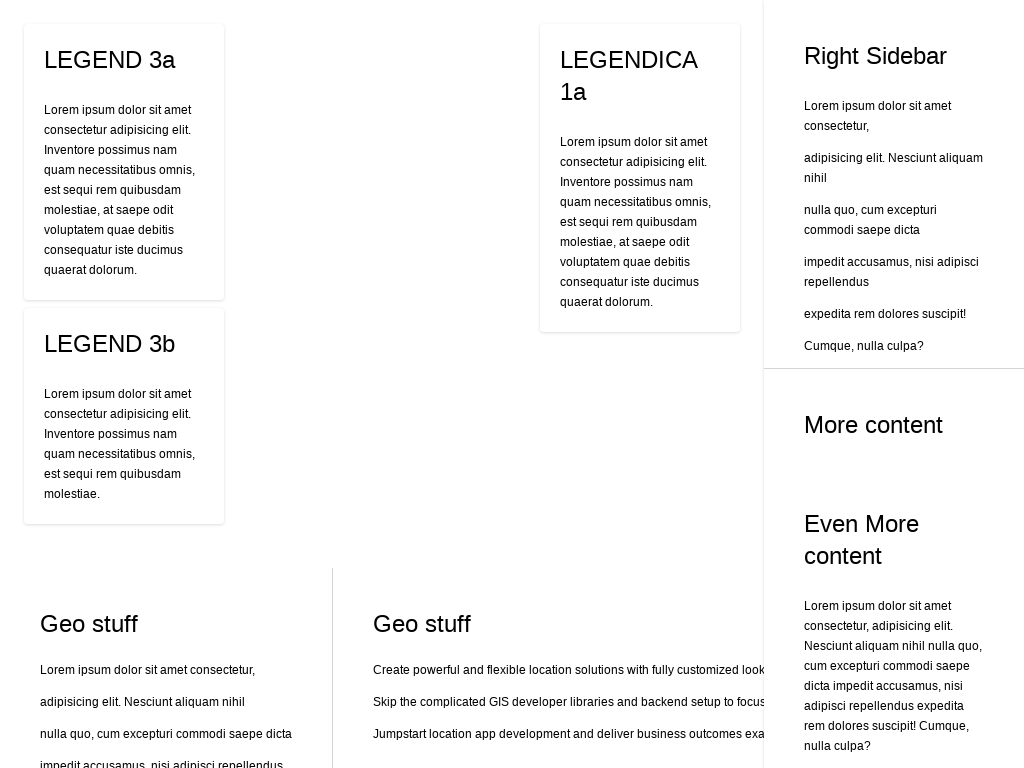 LEGEND 3a
Lorem ipsum dolor sit amet
consectetur adipisicing elit.
Inventore possimus nam
quam necessitatibus omnis,
est sequi rem quibusdam
molestiae, at saepe odit
voluptatem quae debitis
consequatur iste ducimus
quaerat dolorum.
LEGEND 3b
Lorem ipsum dolor sit amet
consectetur adipisicing elit.
Inventore possimus nam
quam necessitatibus omnis,
est sequi rem quibusdam
molestiae.
LEGENDICA
1a
Lorem ipsum dolor sit amet
consectetur adipisicing elit.
Inventore possimus nam
quam necessitatibus omnis,
est sequi rem quibusdam
molestiae, at saepe odit
voluptatem quae debitis
consequatur iste ducimus
quaerat dolorum.
Geo stuff
Lorem ipsum dolor sit amet consectetur,
adipisicing elit. Nesciunt aliquam nihil
nulla quo, cum excepturi commodi saepe dicta
impedit accusamus, nisi adipisci repellendus
Geo stuff
Create powerful and flexible location solutions with fully customized look
Skip the complicated GIS developer libraries and backend setup to focus
Jumpstart location app development and deliver business outcomes exa
Right Sidebar
Lorem ipsum dolor sit amet
consectetur,
adipisicing elit. Nesciunt aliquam
nihil
nulla quo, cum excepturi
commodi saepe dicta
impedit accusamus, nisi adipisci
repellendus
expedita rem dolores suscipit!
Cumque, nulla culpa?
More content
Even More
content
Lorem ipsum dolor sit amet
consectetur, adipisicing elit.
Nesciunt aliquam nihil nulla quo,
cum excepturi commodi saepe
dicta impedit accusamus, nisi
adipisci repellendus expedita
rem dolores suscipit! Cumque,
nulla culpa?